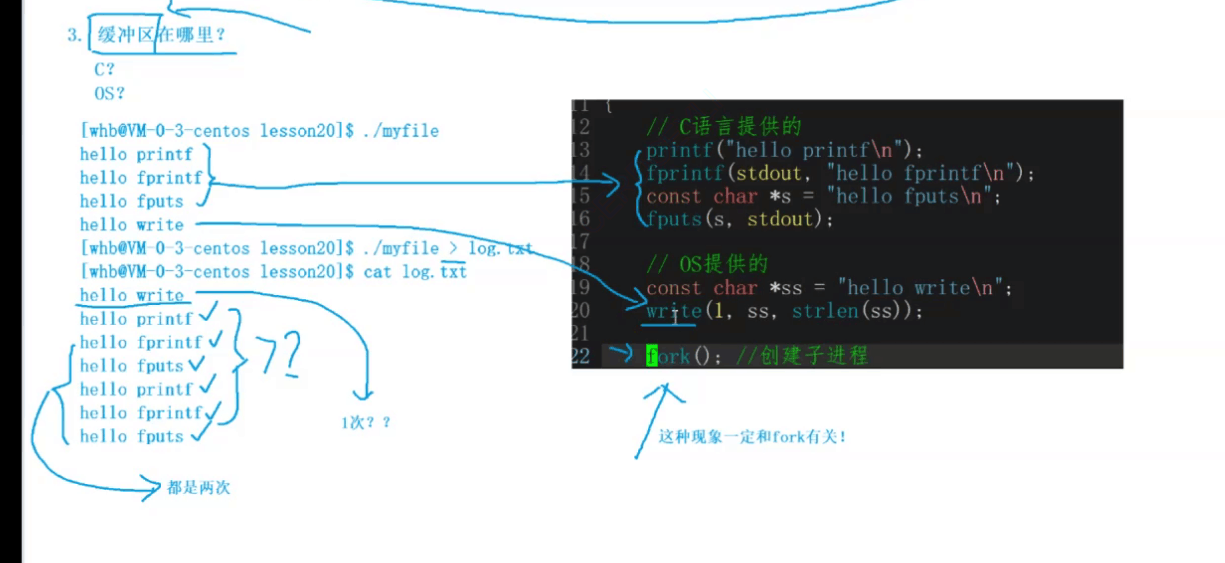 3. 缓冲区在哪里?
C?
OS?
[whb@VM-0-3-centos lesson20]$ ./myfile
hello printf
hello fprintf
hello fputs
hello write
[whb@VM-0-3-centos lesson20]$ ./myfile > log.txt
[whb@VM-0-3-centos lesson20]$ cat log.txt
hello write
hello printf
hello fprintf
hello fputs
hello printf
hello fprintf
hello fputs
??
1次??
都是两次
11 {
12 // C语言提供的
13 printf("hello printf\n");
14 fprintf(stdout, "hello fprintf\n");
15 const char *s = "hello fputs\n";
16 fputs(s, stdout);
17
18 // OS提供的
19 const char *ss = "hello write\n";
20 write(1, ss, strlen(ss));
21
22 fork(); //创建子进程
这种现象一定和fork有关!